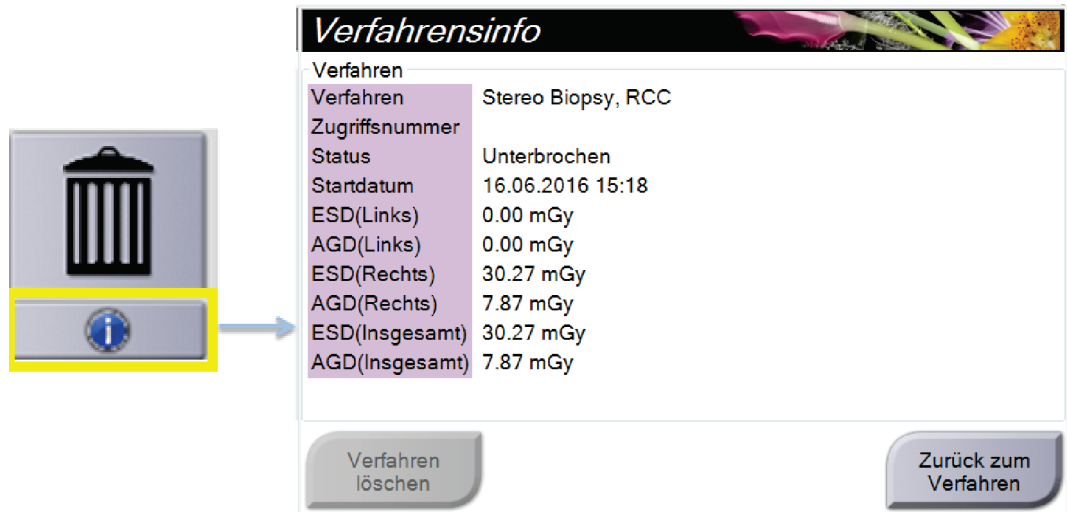 Verfahrensinfo
Verfahren
Verfahren Stereo Biopsy, RCC
Zugriffsnummer
Status Unterbrochen
Startdatum 16.06.2016 15:18
ESD(Links) 0.00 mGy
AGD(Links) 0.00 mGy
ESD(Rechts) 30.27 mGy
AGD(Rechts) 7.87 mGy
ESD(Insgesamt) 30.27 mGy
AGD(Insgesamt) 7.87 mGy
Verfahren
löschen
Zurück zum
Verfahren